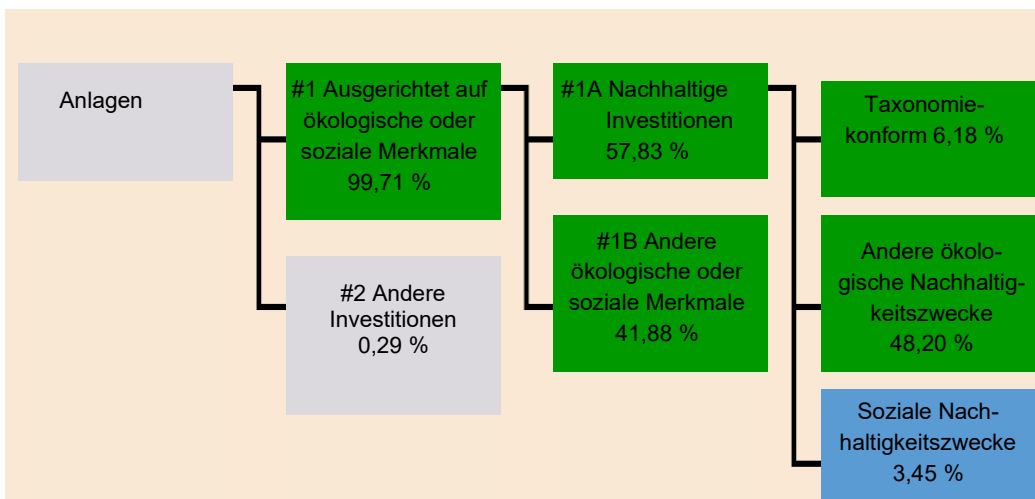 Anlagen
#1 Ausgerichtet auf
ökologische oder
soziale Merkmale
99,71 %
#2 Andere
Investitionen
0,29 %
#1A Nachhaltige
Investitionen
57,83 %
#1B Andere
ökologische oder
soziale Merkmale
41,88 %
Taxonomie-
konform 6,18 %
Andere ökolo-
gische Nachhaltig-
keitszwecke
48,20 %
Soziale Nach-
haltigkeitszwecke
3,45 %